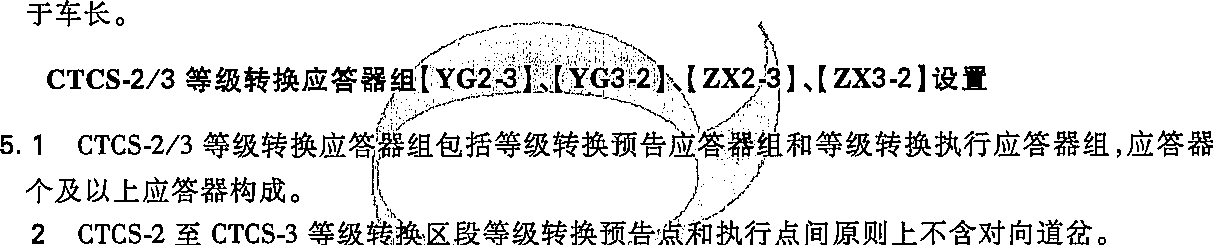 于车长。
CTCS-2/3 等级转换应答器组【YG2-3】、【YG3-2】、【ZX2-3】、【ZX3-2】设置
5.1 CTCS-2/3 等级转换应答器组包括等级转换预告应答器组和等级转换执行应答器组，应答器
个及以上应答器构成。
2 CTCS-2 至 CTCS-3 等级转换区段等级转换预告点和执行点间原则上不含对向道岔。